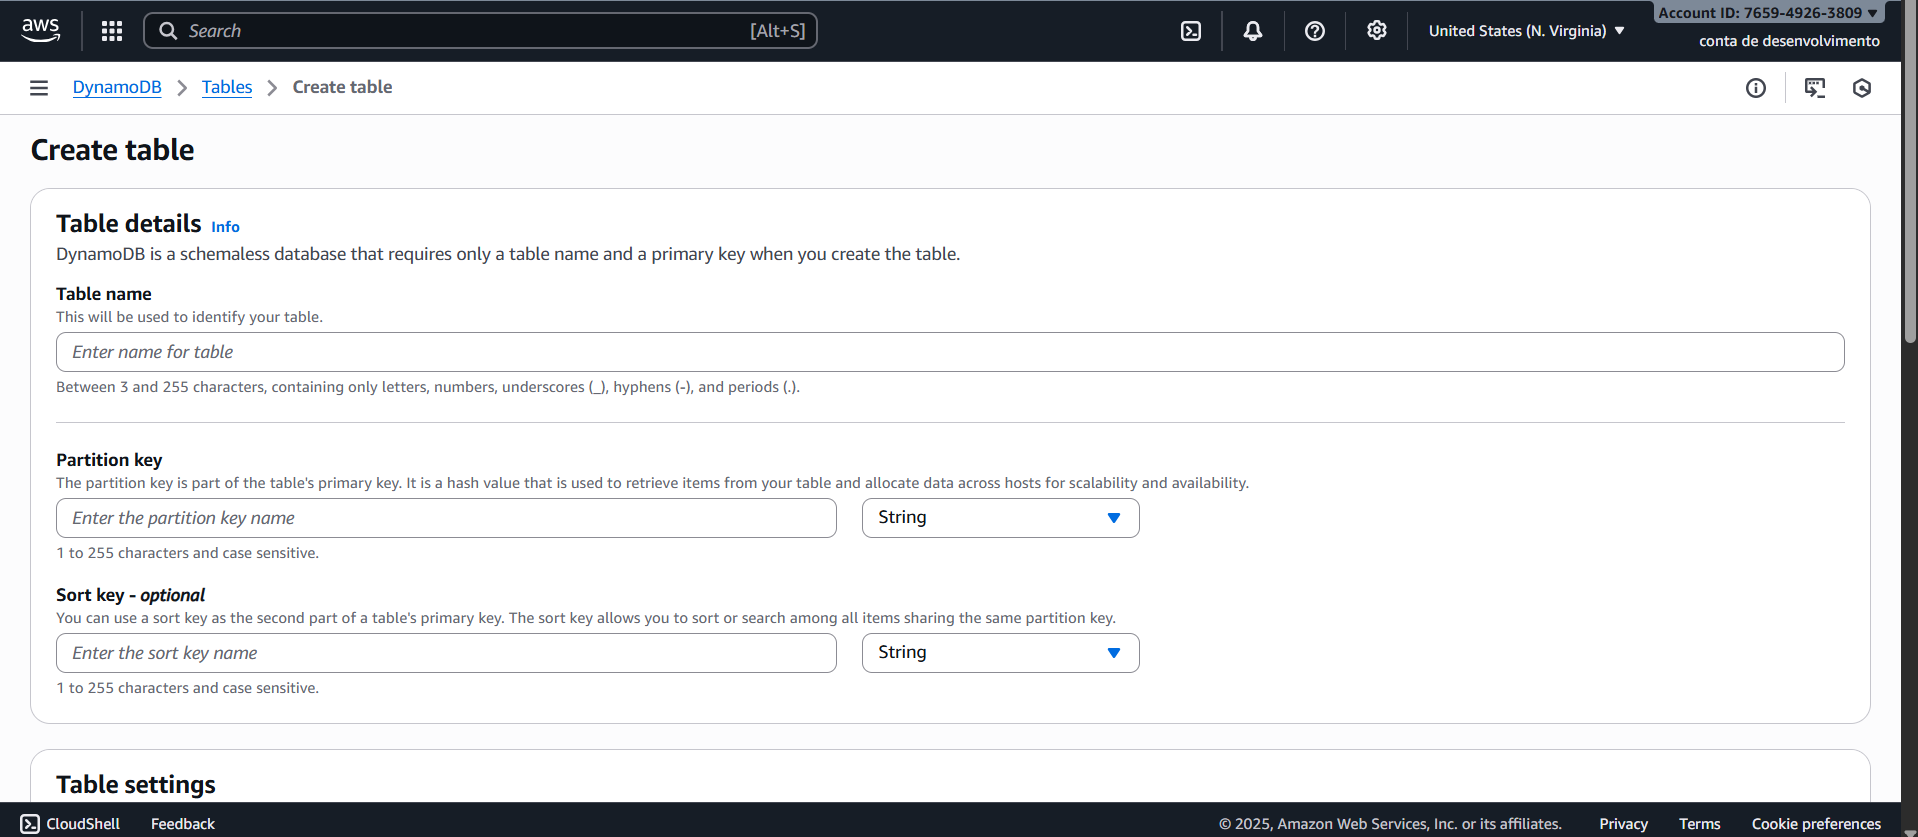 aws
Search [Alt+S]
United States (N. Virginia)
Account ID: 7659-4926-3809
conta de desenvolvimento
DynamoDB Tables Create table
Create table
Table details Info
DynamoDB is a schemaless database that requires only a table name and a primary key when you create the table.
Table name
This will be used to identify your table.
Enter name for table
Between 3 and 255 characters, containing only letters, numbers, underscores (_), hyphens (-), and periods (.).
Partition key
The partition key is part of the table's primary key. It is a hash value that is used to retrieve items from your table and allocate data across hosts for scalability and availability.
Enter the partition key name String
1 to 255 characters and case sensitive.
Sort key - optional
You can use a sort key as the second part of a table's primary key. The sort key allows you to sort or search among all items sharing the same partition key.
Enter the sort key name String
1 to 255 characters and case sensitive.
Table settings
CloudShell Feedback © 2025, Amazon Web Services, Inc. or its affiliates. Privacy Terms Cookie preferences